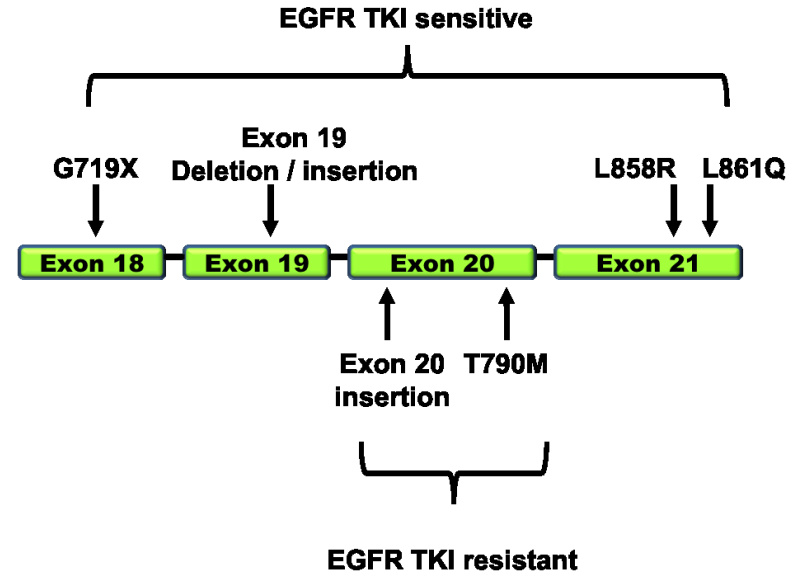 EGFR TKI sensitive
Exon 19
G719X
Deletion / insertion
L858R
L861Q
Exon 18
Exon 19
Exon 20
Exon 21
Exon 20
insertion
T790M
EGFR TKI resistant